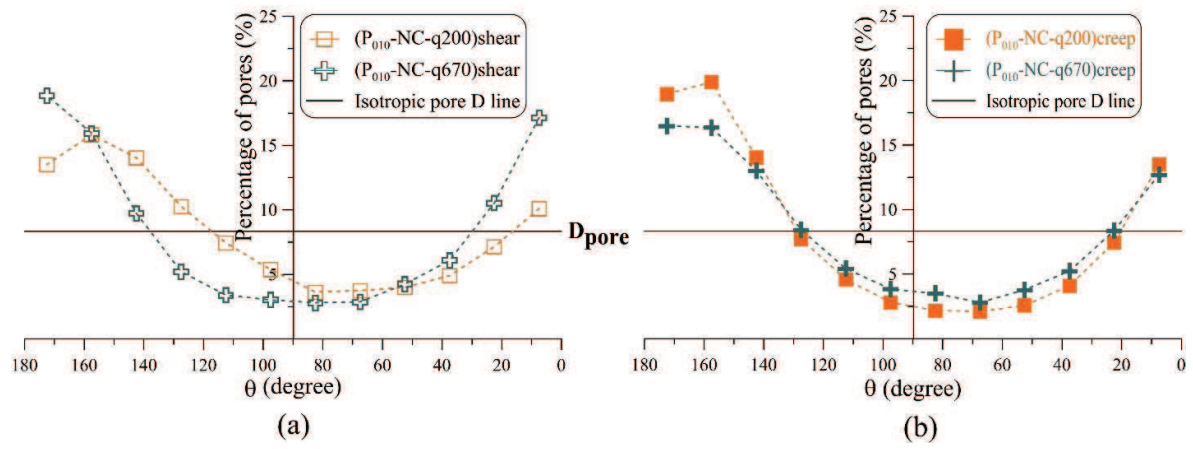 Percentage of pores (%)
25
20
15
10
5
(P010-NC-q200)shear
(P010-NC-q670)shear
Isotropic pore D line
180 160 140 120 100 80 60 40 20 0
θ (degree)
(a)
Dpore
Percentage of pores (%)
25
20
15
10
5
(P010-NC-q200)creep
(P010-NC-q670)creep
Isotropic pore D line
180 160 140 120 100 80 60 40 20 0
θ (degree)
(b)